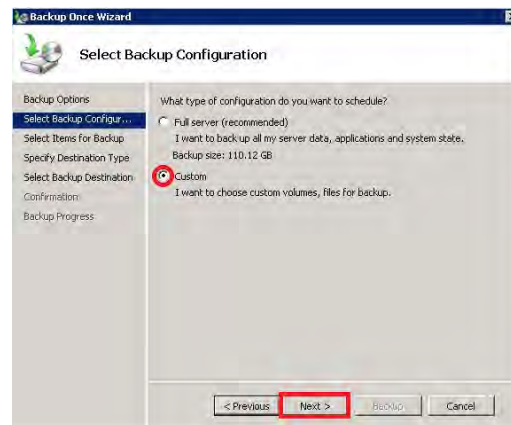 Backup Once Wizard
Select Backup Configuration
Backup Options
Select Backup Configur...
Select Items for Backup
Specify Destination Type
Select Backup Destination
Confirmation
Backup Progress
What type of configuration do you want to schedule?
Full server (recommended)
I want to back up all my server data, applications and system state.
Backup size: 110.12 GB
Custom
I want to choose custom volumes, files for backup.
< Previous
Next >
Backup
Cancel